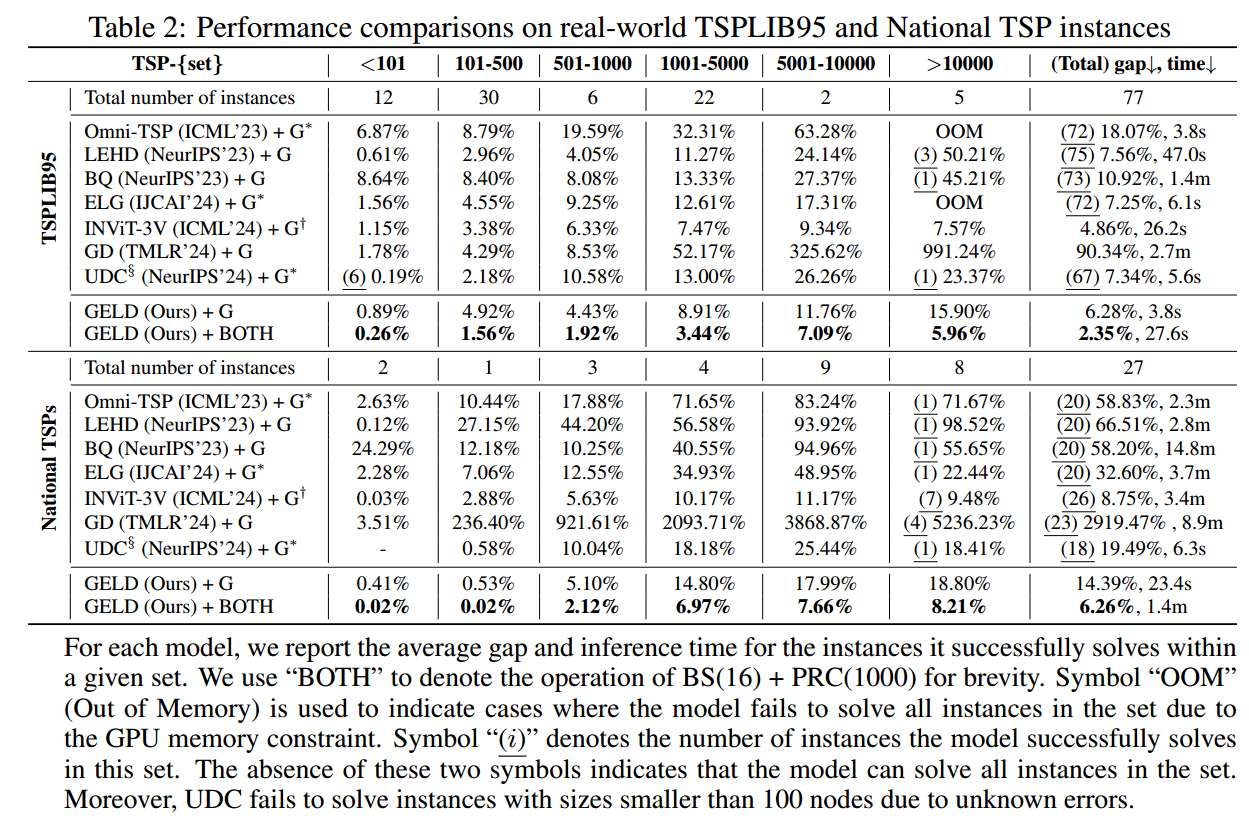 Table 2: Performance comparisons on real-world TSPLIB95 and National TSP instances
TSP-{set} <101 101-500 501-1000 1001-5000 5001-10000 >10000 (Total) gap↓, time↓
TSPLIB95
Total number of instances 12 30 6 22 2 5 77
Omni-TSP (ICML'23) + G* 6.87% 8.79% 19.59% 32.31% 63.28% OOM (72) 18.07%, 3.8s
LEHD (NeurIPS'23) + G 0.61% 2.96% 4.05% 11.27% 24.14% (3) 50.21% (75) 7.56%, 47.0s
BQ (NeurIPS'23) + G 8.64% 8.40% 8.08% 13.33% 27.37% (1) 45.21% (73) 10.92%, 1.4m
ELG (IJCAI'24) + G* 1.56% 4.55% 9.25% 12.61% 17.31% OOM (72) 7.25%, 6.1s
INViT-3V (ICML'24) + G† 1.15% 3.38% 6.33% 7.47% 9.34% 7.57% 4.86%, 26.2s
GD (TMLR'24) + G 1.78% 4.29% 8.53% 52.17% 325.62% 991.24% 90.34%, 2.7m
UDC§ (NeurIPS'24) + G* (6) 0.19% 2.18% 10.58% 13.00% 26.26% (1) 23.37% (67) 7.34%, 5.6s
GELD (Ours) + G 0.89% 4.92% 4.43% 8.91% 11.76% 15.90% 6.28%, 3.8s
GELD (Ours) + BOTH 0.26% 1.56% 1.92% 3.44% 7.09% 5.96% 2.35%, 27.6s
National TSPs
Total number of instances 2 1 3 4 9 8 27
Omni-TSP (ICML'23) + G* 2.63% 10.44% 17.88% 71.65% 83.24% (1) 71.67% (20) 58.83%, 2.3m
LEHD (NeurIPS'23) + G 0.12% 27.15% 44.20% 56.58% 93.92% (1) 98.52% (20) 66.51%, 2.8m
BQ (NeurIPS'23) + G 24.29% 12.18% 10.25% 40.55% 94.96% (1) 55.65% (20) 58.20%, 14.8m
ELG (IJCAI'24) + G* 2.28% 7.06% 12.55% 34.93% 48.95% (1) 22.44% (20) 32.60%, 3.7m
INViT-3V (ICML'24) + G† 0.03% 2.88% 5.63% 10.17% 11.17% (7) 9.48% (26) 8.75%, 3.4m
GD (TMLR'24) + G 3.51% 236.40% 921.61% 2093.71% 3868.87% (4) 5236.23% (23) 2919.47% , 8.9m
UDC§ (NeurIPS'24) + G* - 0.58% 10.04% 18.18% 25.44% (1) 18.41% (18) 19.49%, 6.3s
GELD (Ours) + G 0.41% 0.53% 5.10% 14.80% 17.99% 18.80% 14.39%, 23.4s
GELD (Ours) + BOTH 0.02% 0.02% 2.12% 6.97% 7.66% 8.21% 6.26%, 1.4m
For each model, we report the average gap and inference time for the instances it successfully solves within
a given set. We use “BOTH” to denote the operation of BS(16) + PRC(1000) for brevity. Symbol “OOM”
(Out of Memory) is used to indicate cases where the model fails to solve all instances in the set due to
the GPU memory constraint. Symbol “(i)” denotes the number of instances the model successfully solves
in this set. The absence of these two symbols indicates that the model can solve all instances in the set.
Moreover, UDC fails to solve instances with sizes smaller than 100 nodes due to unknown errors.